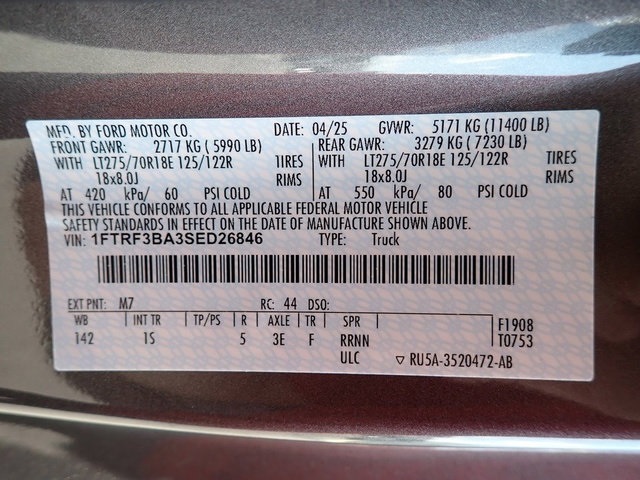 MFD. BY FORD MOTOR CO. DATE: 04/25 GVWR: 5171 KG (11400 LB)
FRONT GAWR: 2717 KG ( 5990 LB) REAR GAWR: 3279 KG ( 7230 LB)
WITH LT275/70R18E 125/122R TIRES WITH LT275/70R18E 125/122R TIRES
18x8.0J RIMS 18x8.0J RIMS
AT 420 kPa/ 60 PSI COLD AT 550 kPa/ 80 PSI COLD
THIS VEHICLE CONFORMS TO ALL APPLICABLE FEDERAL MOTOR VEHICLE
SAFETY STANDARDS IN EFFECT ON THE DATE OF MANUFACTURE SHOWN ABOVE.
VIN: 1FTRF3BA3SED26846 TYPE: Truck
EXT PNT: M7 RC: 44 DSO:
WB INT TR TP/PS R AXLE TR SPR F1908
142 1S 5 3E F RRNN T0753
ULC ▽ RU5A-3520472-AB